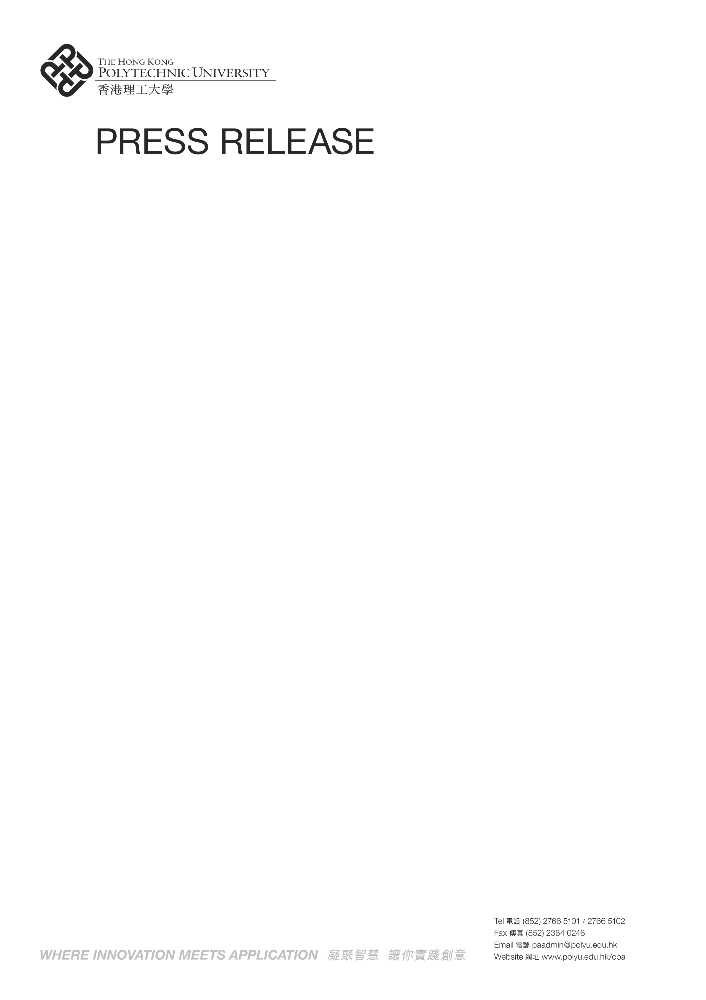 THE HONG KONG
POLYTECHNIC UNIVERSITY
香港理工大學
PRESS RELEASE
Tel 電話 (852) 2766 5101 / 2766 5102
Fax 傳真 (852) 2364 0246
Email 電郵 paadmin@polyu.edu.hk
Website 網址 www.polyu.edu.hk/cpa
WHERE INNOVATION MEETS APPLICATION 凝聚智慧 讓你實踐創意